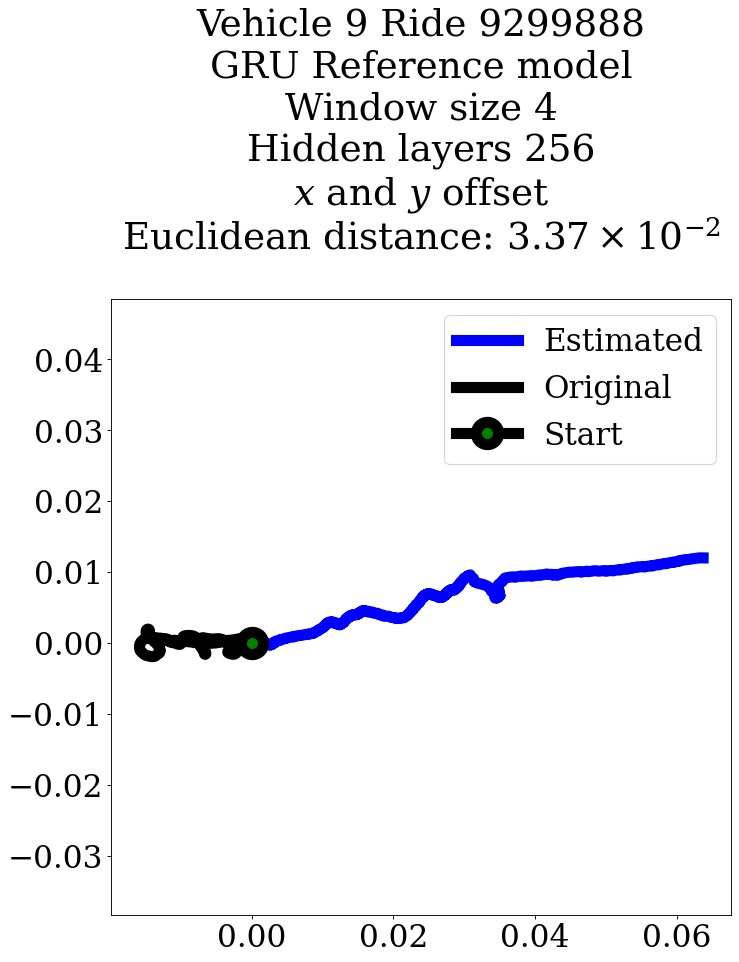 Vehicle 9 Ride 9299888
GRU Reference model
Window size 4
Hidden layers 256
x and y offset
Euclidean distance: 3.37 × 10⁻²
Estimated
Original
Start
0.04
0.03
0.02
0.01
0.00
−0.01
−0.02
−0.03
0.00 0.02 0.04 0.06